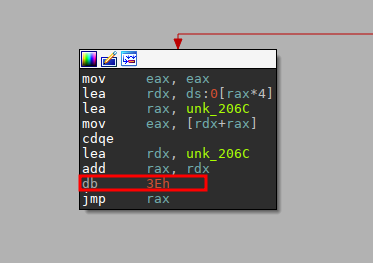 mov     eax, eax
lea     rdx, ds:0[rax*4]
lea     rax, unk_206C
mov     eax, [rdx+rax]
cdqe
lea     rdx, unk_206C
add     rax, rdx
db      3Eh
jmp     rax